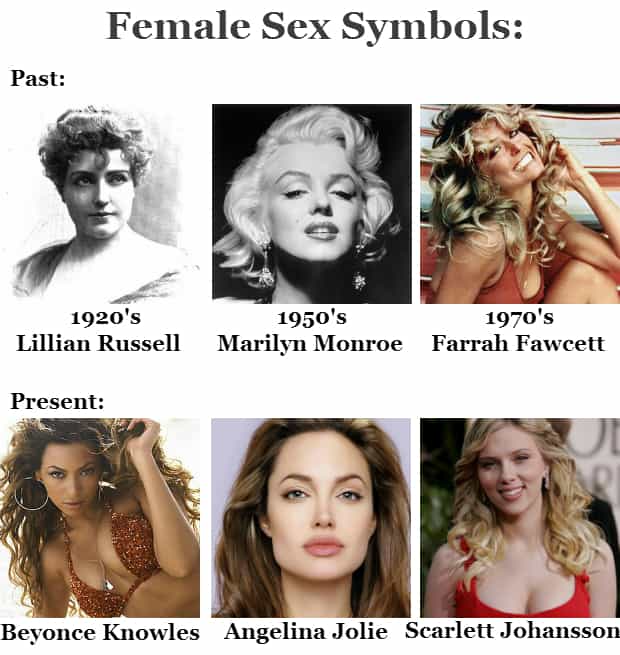 Female Sex Symbols:
Past:
1920's
Lillian Russell
1950's
Marilyn Monroe
1970's
Farrah Fawcett
Present:
Beyonce Knowles
Angelina Jolie
Scarlett Johansson